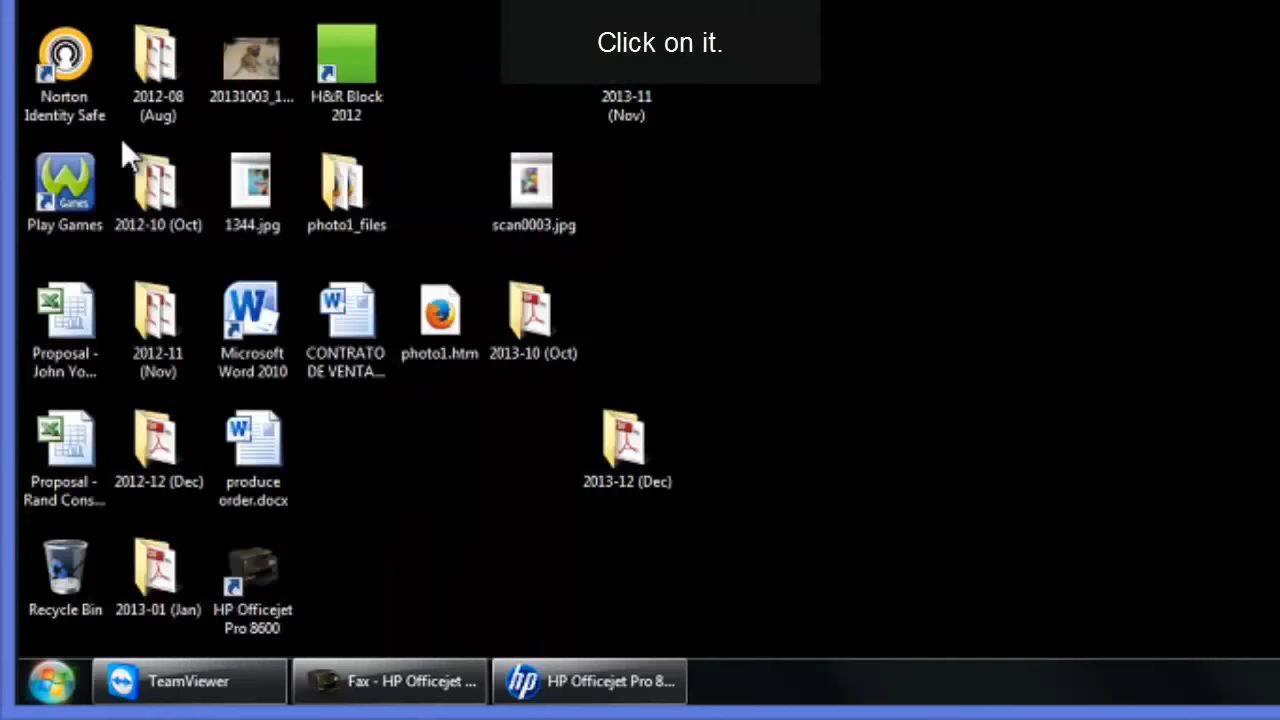 Click on it.
Norton
Identity Safe
2012-08
(Aug)
20131003_1...
H&R Block
2012
2013-11
(Nov)
Games
Play Games
2012-10 (Oct)
1344.jpg
photo1_files
scan0003.jpg
Proposal -
John Yo...
2012-11
(Nov)
Microsoft
Word 2010
CONTRATO
DE VENTA...
photo1.htm
2013-10 (Oct)
Proposal -
Rand Cons...
2012-12 (Dec)
produce
order.docx
2013-12 (Dec)
Recycle Bin
2013-01 (Jan)
HP Officejet
Pro 8600
TeamViewer
Fax - HP Officejet ...
hp
HP Officejet Pro 8...